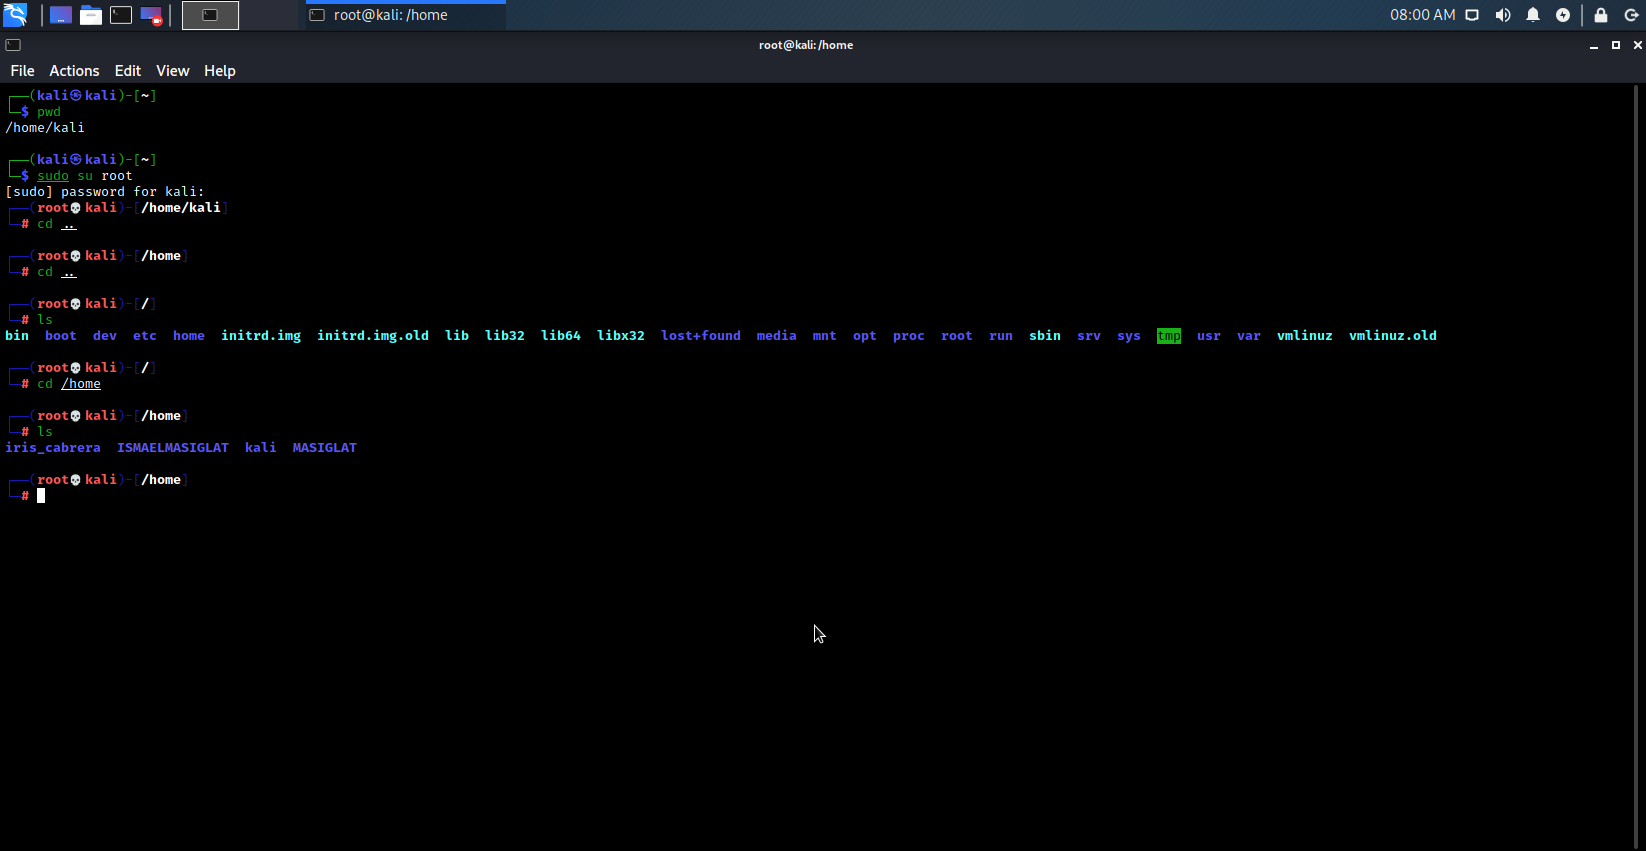 root@kali: /home
08:00 AM
root@kali:/home
File Actions Edit View Help
(kali㉿kali)-[~]
$ pwd
/home/kali
(kali㉿kali)-[~]
$ sudo su root
[sudo] password for kali:
(root💀kali)-[/home/kali]
# cd ..
(root💀kali)-[/home]
# cd ..
(root💀kali)-[/]
# ls
bin boot dev etc home initrd.img initrd.img.old lib lib32 lib64 libx32 lost+found media mnt opt proc root run sbin srv sys tmp usr var vmlinuz vmlinuz.old
(root💀kali)-[/]
# cd /home
(root💀kali)-[/home]
# ls
iris_cabrera ISMAELMASIGLAT kali MASIGLAT
(root💀kali)-[/home]
#